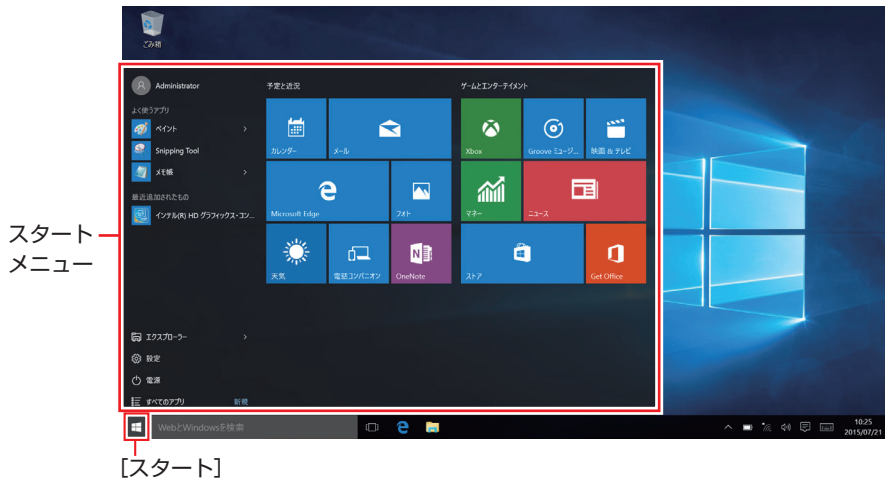 ごみ箱
Administrator
よく使うアプリ
ペイント
Snipping Tool
メモ帳
最近追加されたもの
インテル(R) HD グラフィックス・コン...
エクスプローラー
設定
電源
すべてのアプリ 新規
予定と近況
カレンダー
メール
Microsoft Edge
フォト
天気
電話コンパニオン
OneNote
ゲームとエンターテイメント
Xbox
Groove ミュージ...
映画 & テレビ
マネー
ニュース
ストア
Get Office
スタート
メニュー
WebとWindowsを検索
10:25
2015/07/21
[スタート]